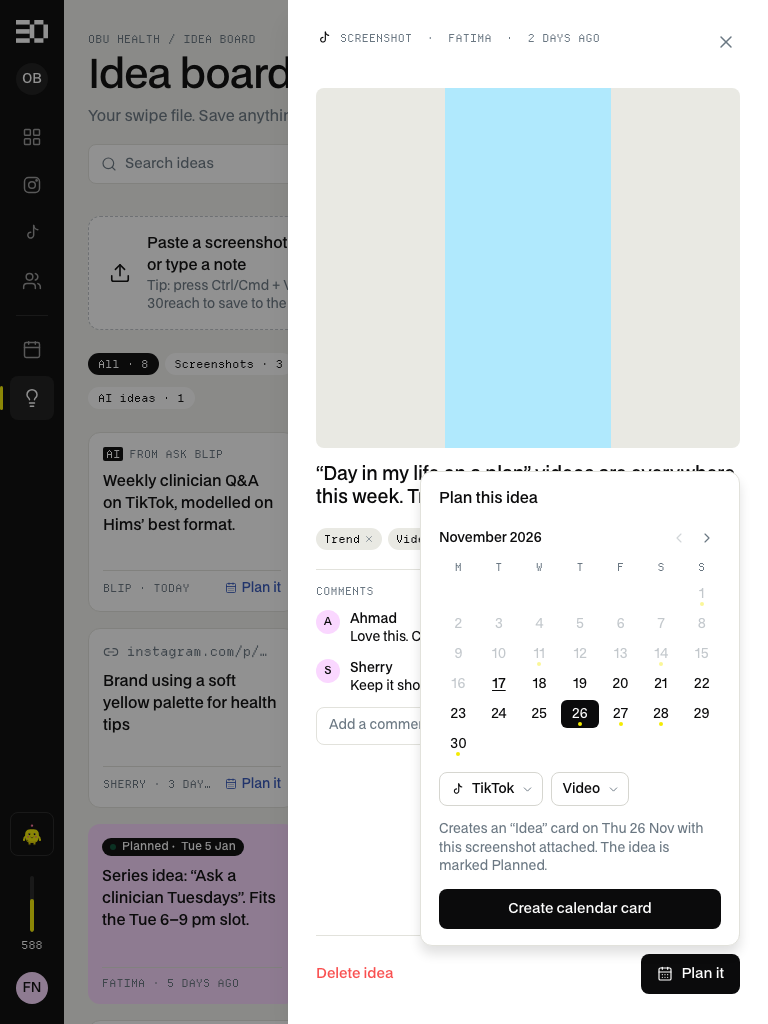 OB
OBU HEALTH / IDEA BOARD
Idea board
Your swipe file. Save
Search ideas
Paste a screenshot
or type a note
Tip: press Ctrl/Cmd +
30reach to save to the
All · 8
Screenshots · 3
AI ideas · 1
AI FROM ASK BLIP
Weekly clinician Q&A
on TikTok, modelled on
Hims’ best format.
BLIP · TODAY
Plan it
instagram.com/p/…
Brand using a soft
yellow palette for health
tips
SHERRY · 3 DAY…
Plan it
Planned · Tue 5 Jan
Series idea: “Ask a
clinician Tuesdays”. Fits
the Tue 6–9 pm slot.
FATIMA · 5 DAYS AGO
588
FN
SCREENSHOT · FATIMA · 2 DAYS AGO
“Day in my life on a plan” videos are everywhere
this week.
Trend
COMMENTS
A
Ahmad
Love this.
S
Sherry
Keep it
Add a
Plan this idea
November 2026
M T W T F S S
1
2 3 4 5 6 7 8
9 10 11 12 13 14 15
16 17 18 19 20 21 22
23 24 25 26 27 28 29
30
TikTok
Video
Creates an “Idea” card on Thu 26 Nov with
this screenshot attached. The idea is
marked Planned.
Create calendar card
Delete idea
Plan it